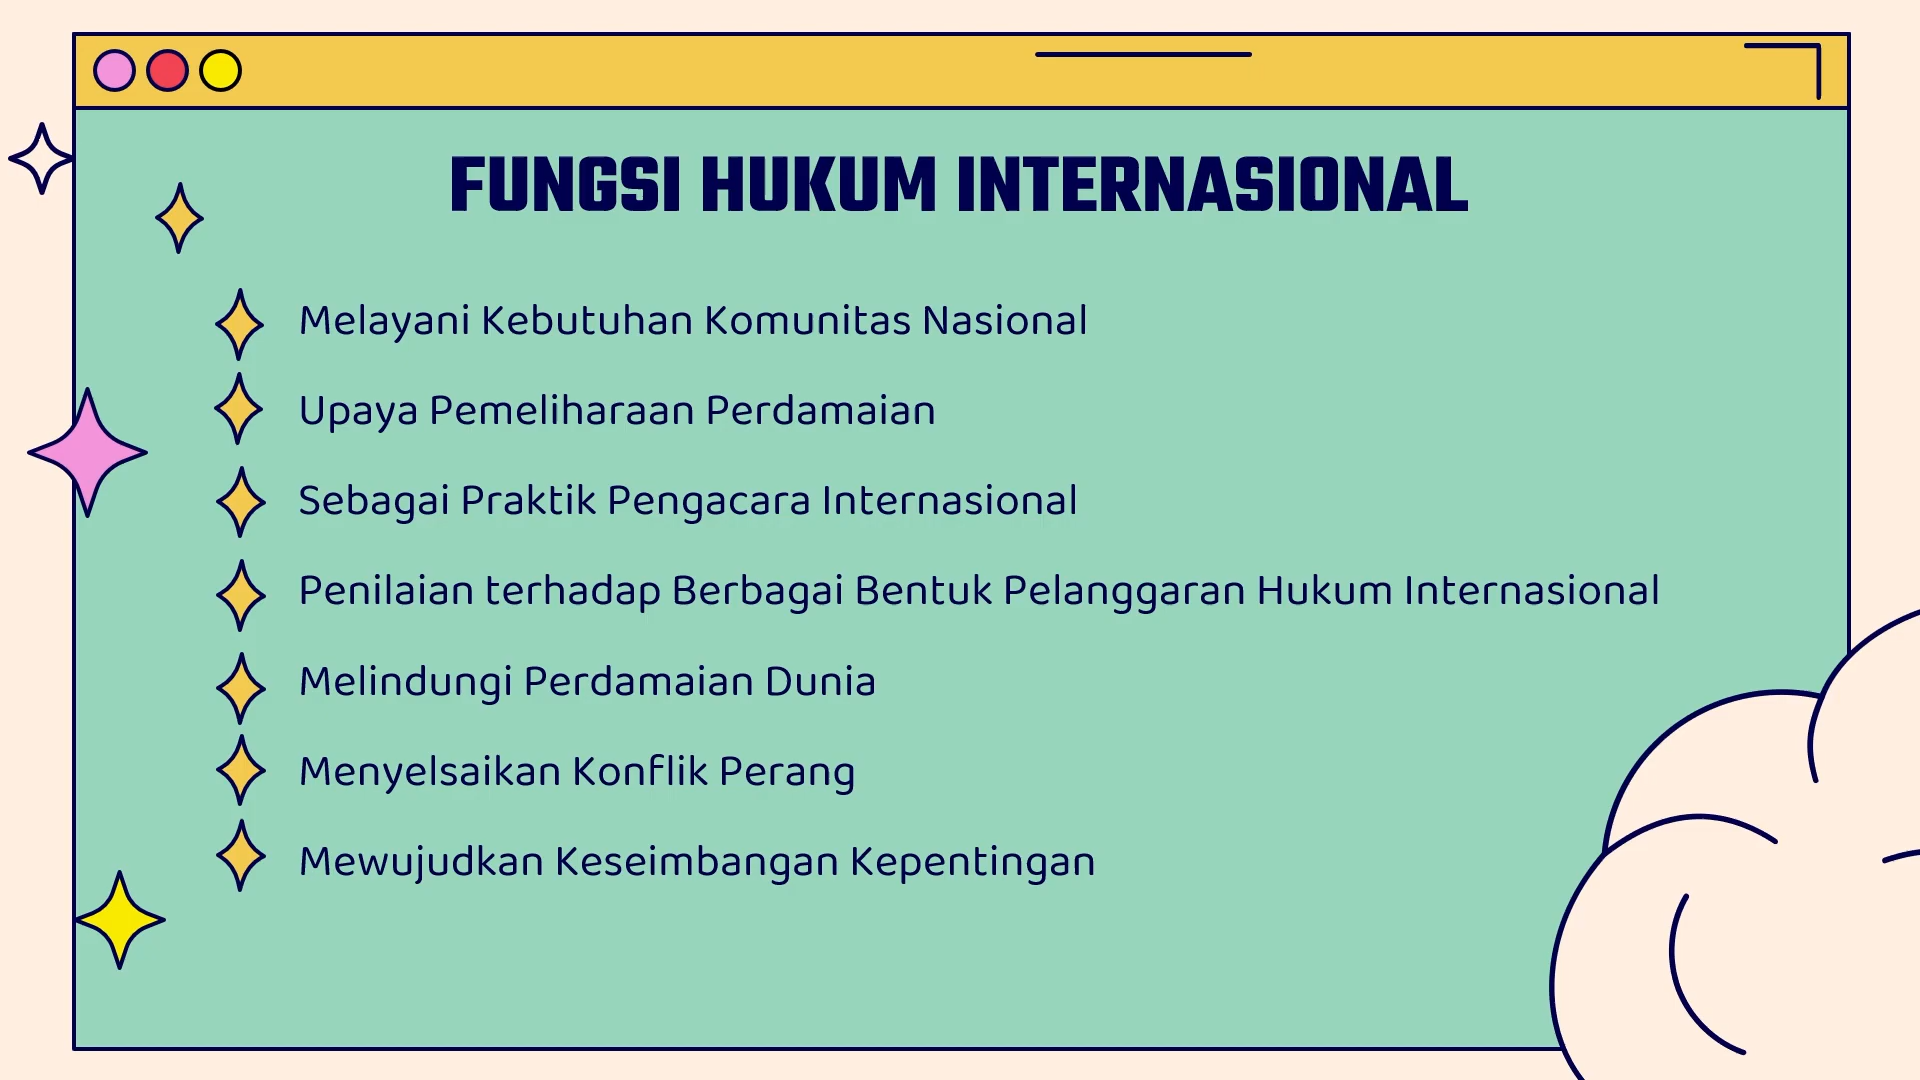 FUNGSI HUKUM INTERNASIONAL
Melayani Kebutuhan Komunitas Nasional
Upaya Pemeliharaan Perdamaian
Sebagai Praktik Pengacara Internasional
Penilaian terhadap Berbagai Bentuk Pelanggaran Hukum Internasional
Melindungi Perdamaian Dunia
Menyelsaikan Konflik Perang
Mewujudkan Keseimbangan Kepentingan